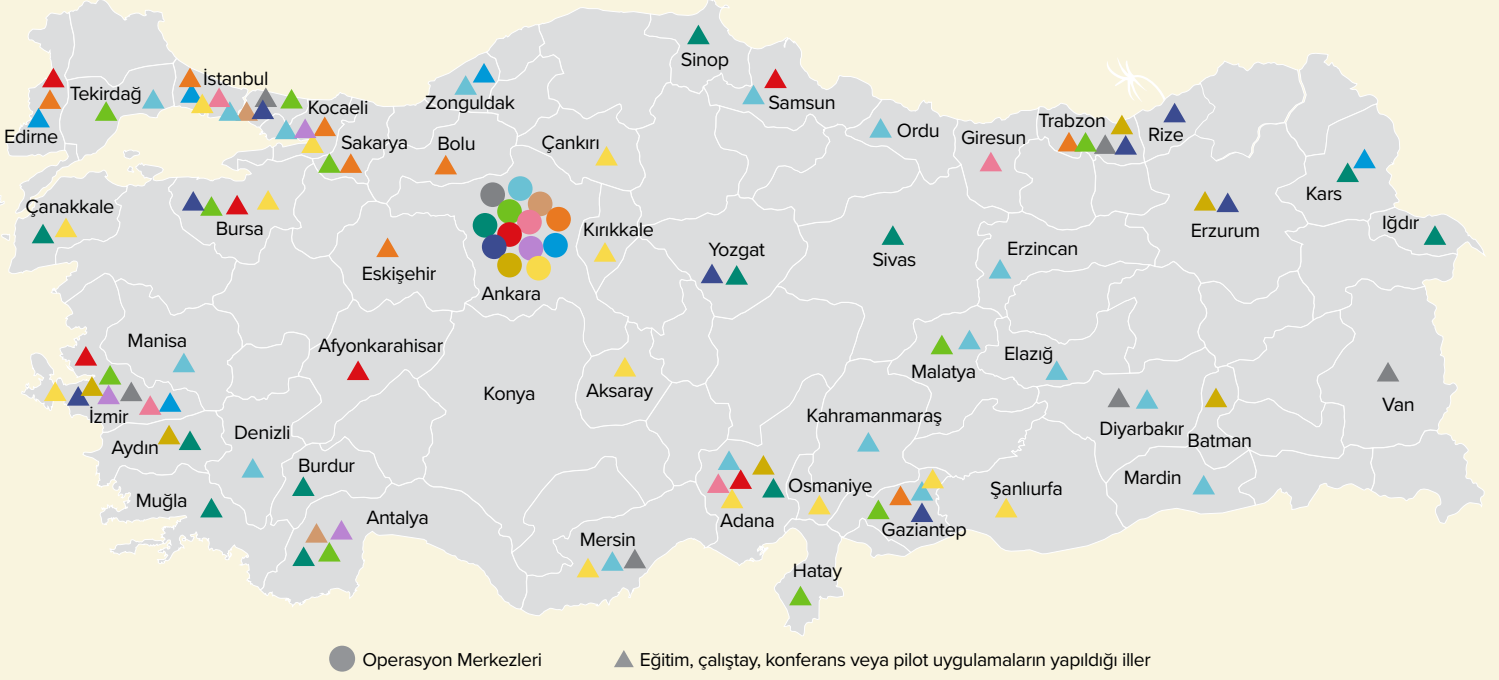 Sinop
İstanbul
Tekirdağ
Zonguldak
Samsun
Kocaeli
Edirne
Sakarya
Bolu
Çankırı
Ordu
Giresun
Trabzon
Rize
Kars
Çanakkale
Bursa
Kırıkkale
Yozgat
Sivas
Erzincan
Erzurum
Iğdır
Eskişehir
Ankara
Manisa
Afyonkarahisar
Konya
Aksaray
Malatya
Elazığ
İzmir
Kahramanmaraş
Diyarbakır
Batman
Van
Aydın
Denizli
Burdur
Muğla
Antalya
Osmaniye
Adana
Gaziantep
Şanlıurfa
Mardin
Mersin
Hatay
Operasyon Merkezleri
Eğitim, çalıştay, konferans veya pilot uygulamaların yapıldığı iller